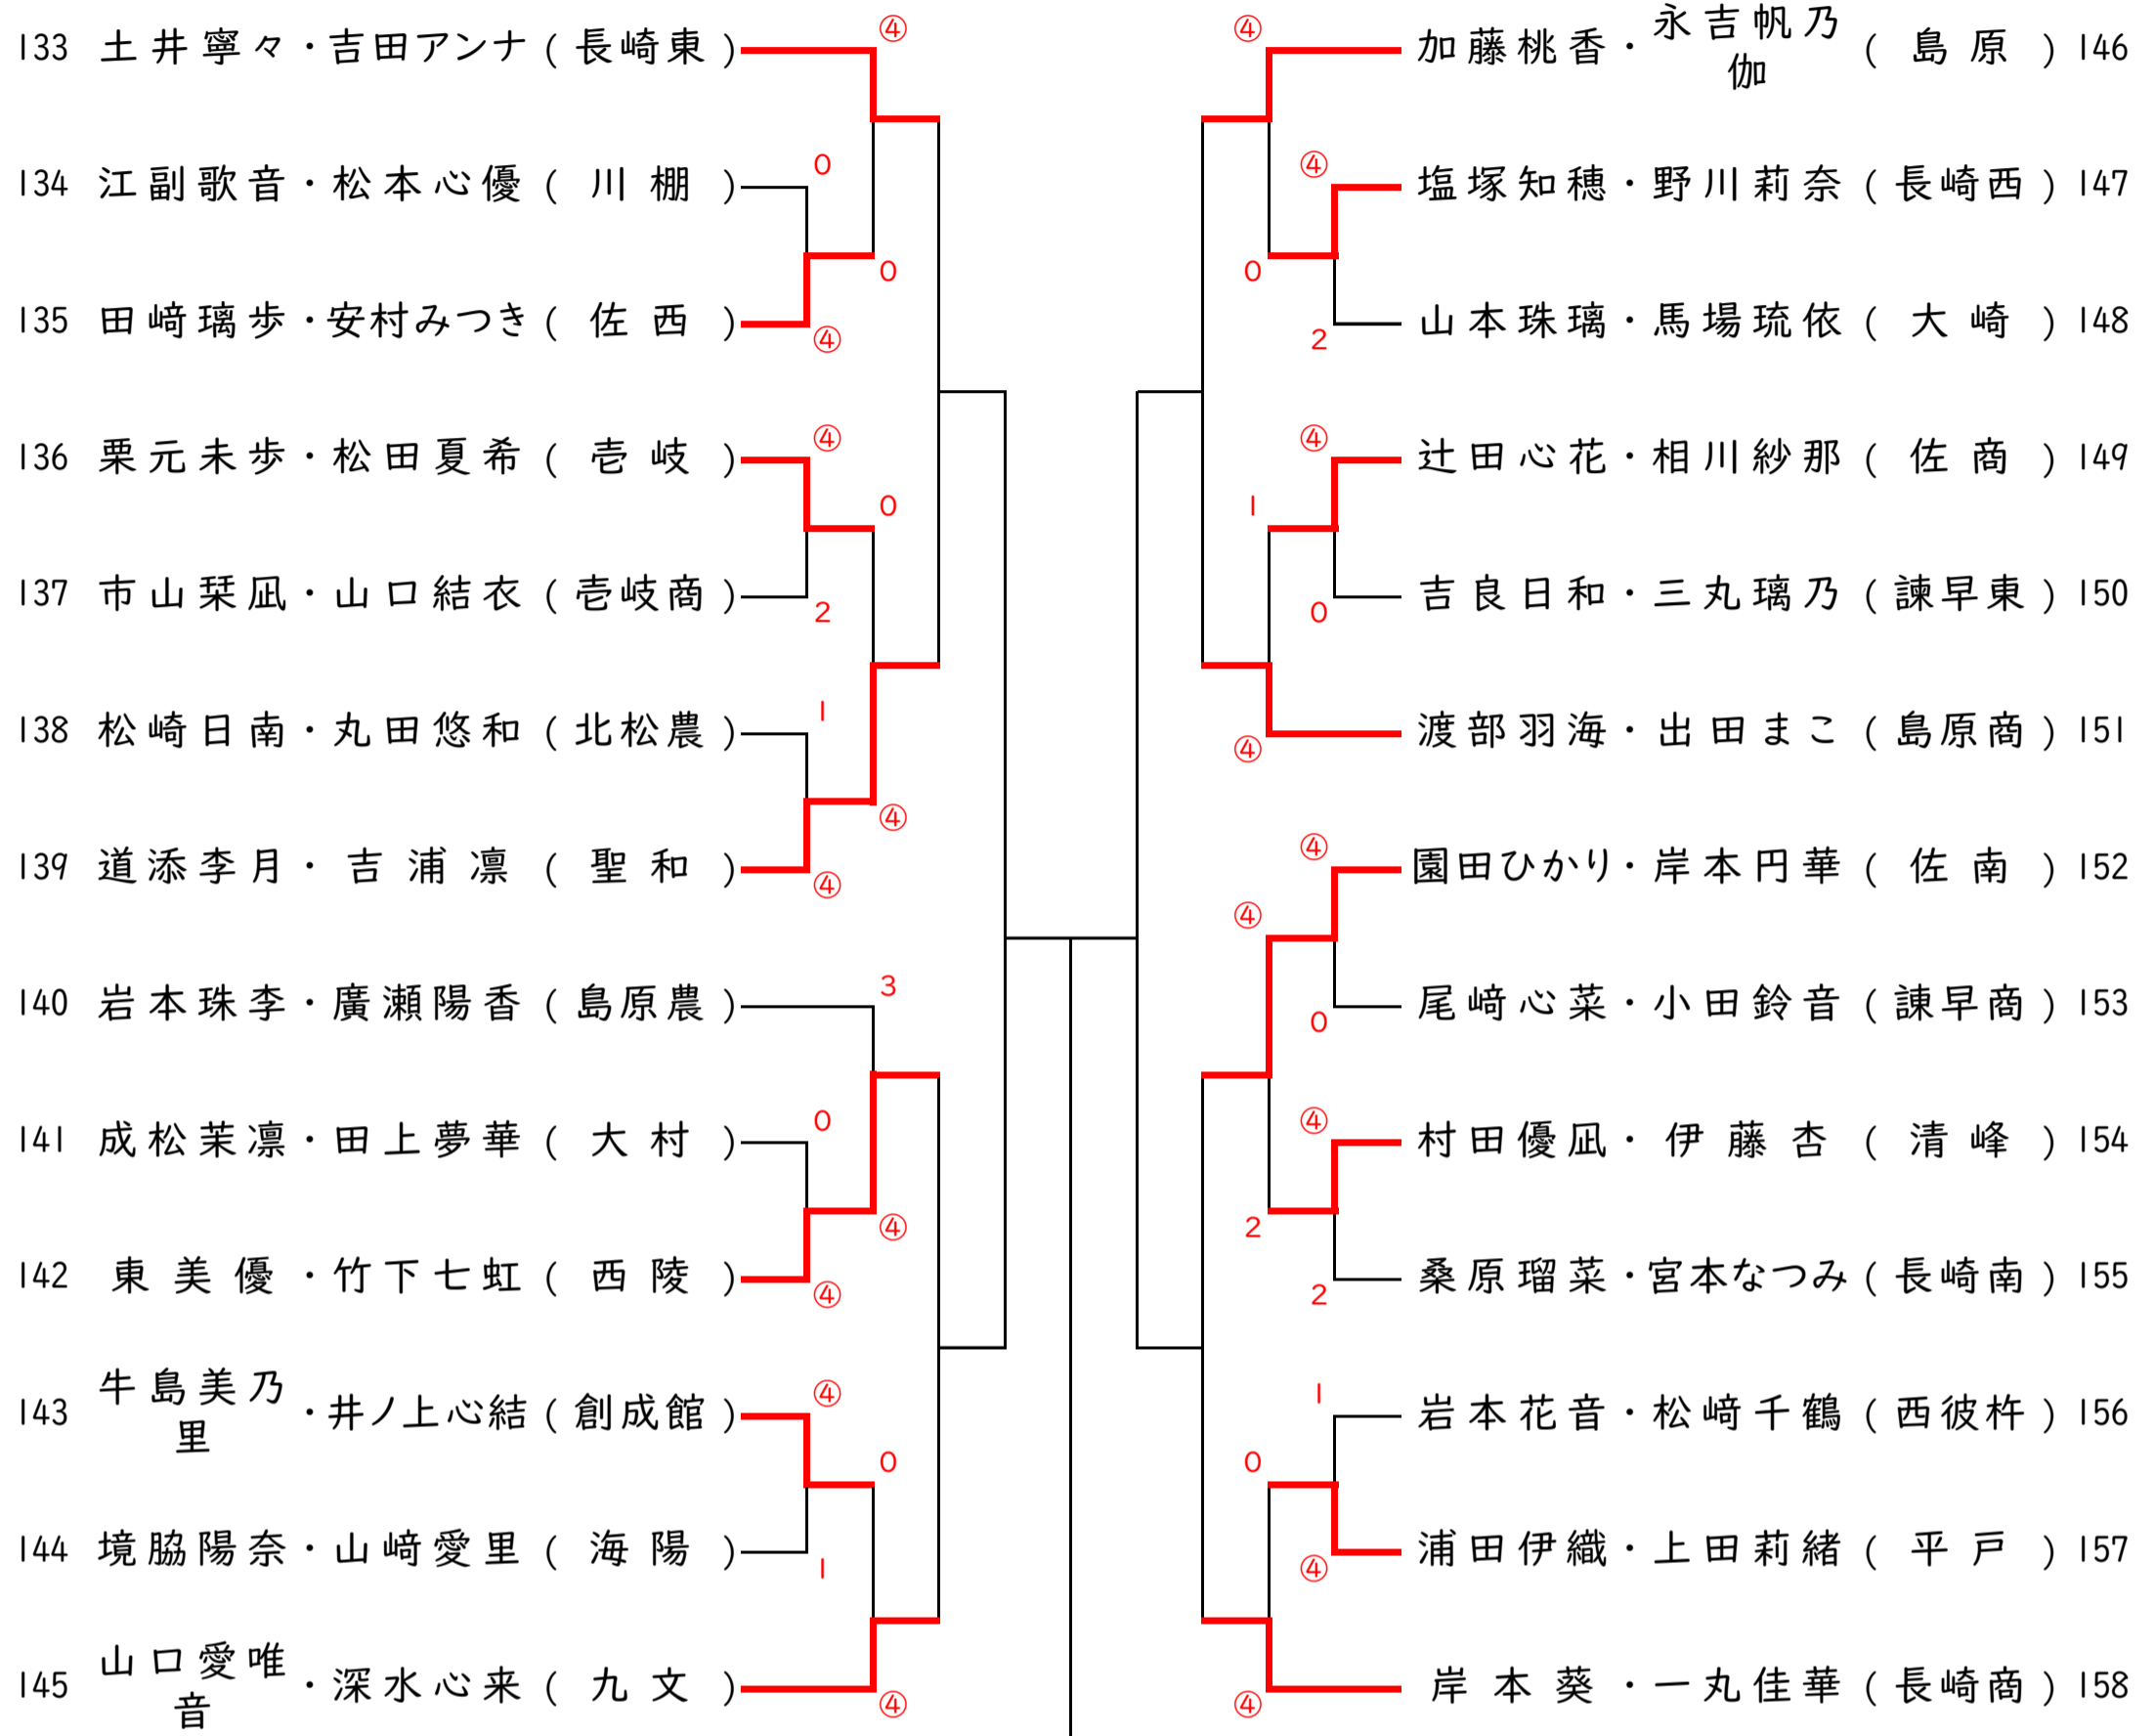 133 土井寧々・吉田アンナ ( 長崎東 ) ④
134 江副歌音・松本心優 ( 川棚 ) 0
0
135 田﨑璃歩・安村みつき ( 佐西 ) ④
136 栗元未歩・松田夏希 ( 壱岐 ) ④
0
137 市山栞凪・山口結衣 ( 壱岐商 ) 2
138 松崎日南・丸田悠和 ( 北松農 ) 1
④
139 道添李月・吉浦凛 ( 聖和 ) ④
140 岩本珠李・廣瀬陽香 ( 島原農 ) 3
141 成松茉凛・田上夢華 ( 大村 ) 0
④
142 東美優・竹下七虹 ( 西陵 ) ④
143 牛島美乃里・井ノ上心結 ( 創成館 ) ④
0
144 境脇陽奈・山﨑愛里 ( 海陽 ) 1
145 山口愛唯音・深水心来 ( 九文 ) ④
④ 加藤桃香・永吉帆乃伽 ( 島原 ) 146
④ 塩塚知穂・野川莉奈 ( 長崎西 ) 147
0
2 山本珠璃・馬場琉依 ( 大崎 ) 148
④ 辻田心花・相川紗那 ( 佐商 ) 149
1
0 吉良日和・三丸璃乃 ( 諫早東 ) 150
④ 渡部羽海・出田まこ ( 島原商 ) 151
④ 園田ひかり・岸本円華 ( 佐南 ) 152
④
0 尾﨑心菜・小田鈴音 ( 諫早商 ) 153
④ 村田優凪・伊藤杏 ( 清峰 ) 154
2
2 桑原瑠菜・宮本なつみ ( 長崎南 ) 155
1 岩本花音・松﨑千鶴 ( 西彼杵 ) 156
0
④ 浦田伊織・上田莉緒 ( 平戸 ) 157
④ 岸本葵・一丸佳華 ( 長崎商 ) 158